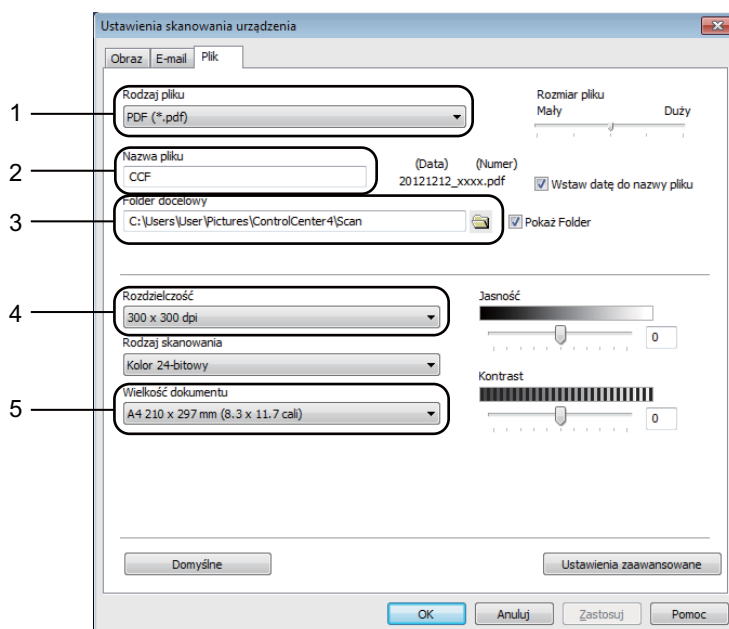 Ustawienia skanowania urządzenia
Obraz E-mail Plik
Rodzaj pliku
1
PDF (*.pdf)
Rozmiar pliku
Mały Duży
Nazwa pliku
2
CCF
(Data) (Numer)
20121212_xxxx.pdf
Wstaw datę do nazwy pliku
Folder docelowy
3
C:\Users\User\Pictures\ControlCenter4\Scan
Pokaż Folder
Rozdzielczość
4
300 x 300 dpi
Rodzaj skanowania
Kolor 24-bitowy
Wielkość dokumentu
5
A4 210 x 297 mm (8.3 x 11.7 cali)
Jasność
0
Kontrast
0
Domyślne
Ustawienia zaawansowane
OK Anuluj Zastosuj Pomoc